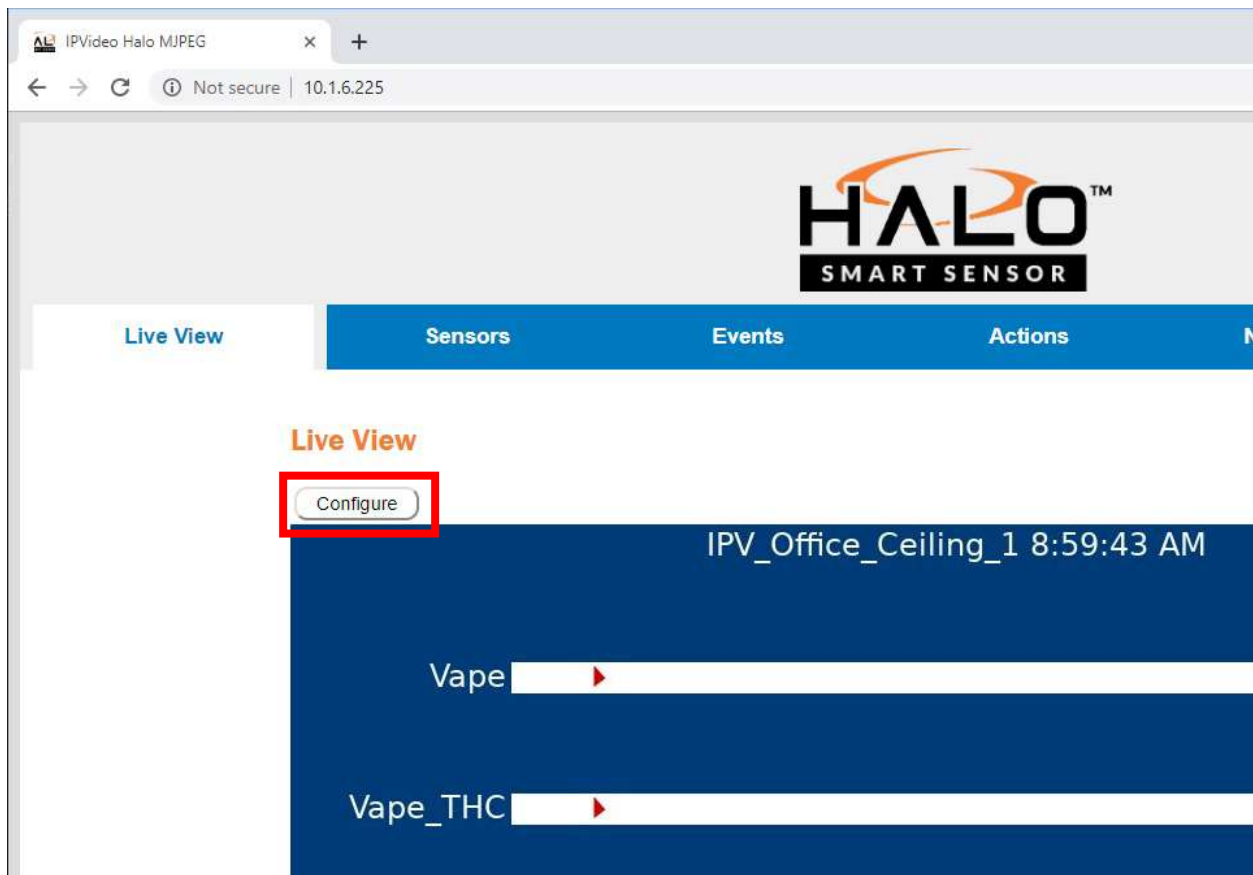 IPVideo Halo MJPEG
Not secure | 10.1.6.225
HALO™
SMART SENSOR
Live View Sensors Events Actions N
Live View
Configure
IPV_Office_Ceiling_1 8:59:43 AM
Vape
Vape_THC